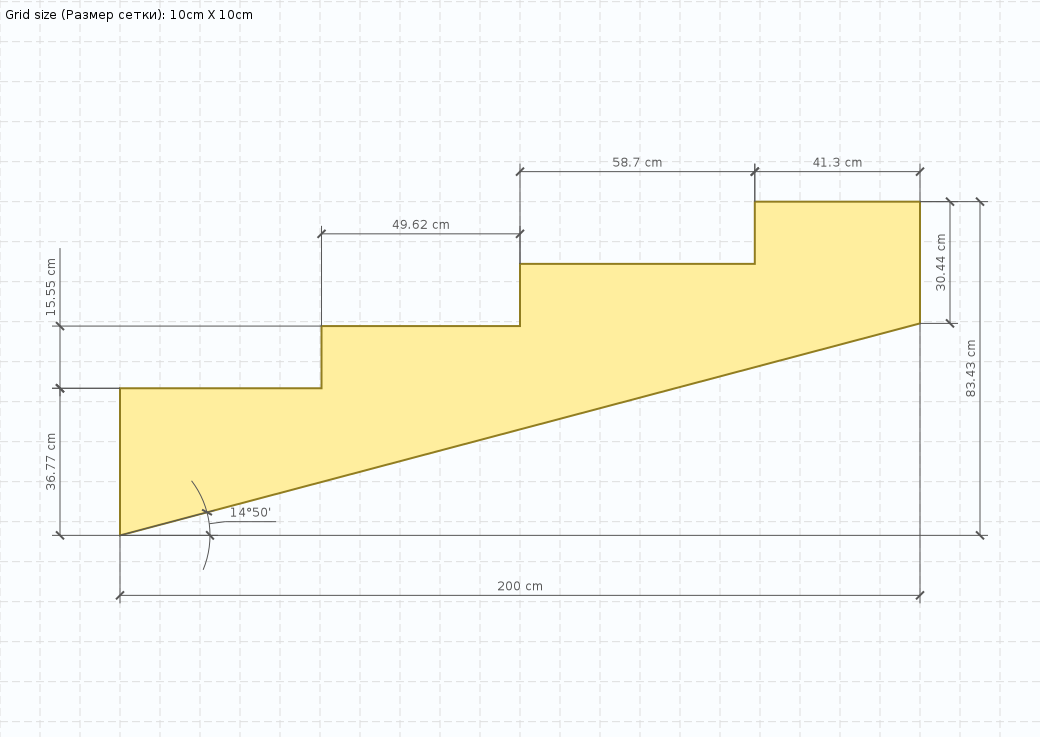 Grid size (Размер сетки): 10cm X 10cm
58.7 cm
41.3 cm
49.62 cm
15.55 cm
30.44 cm
83.43 cm
36.77 cm
14°50'
200 cm